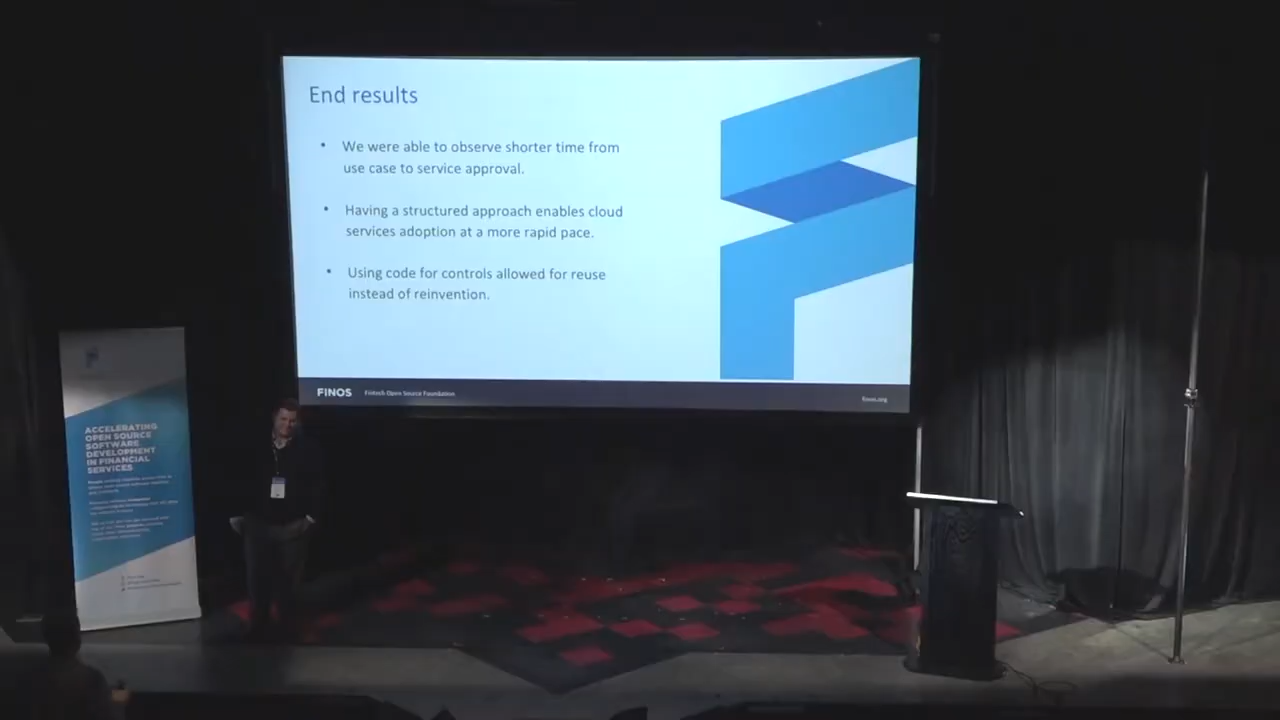 End results
• We were able to observe shorter time from
use case to service approval.
• Having a structured approach enables cloud
services adoption at a more rapid pace.
• Using code for controls allowed for reuse
instead of reinvention.
FINOS
Fintech Open Source Foundation
finos.org
ACCELERATING
OPEN SOURCE
SOFTWARE
DEVELOPMENT
IN FINANCIAL
SERVICES